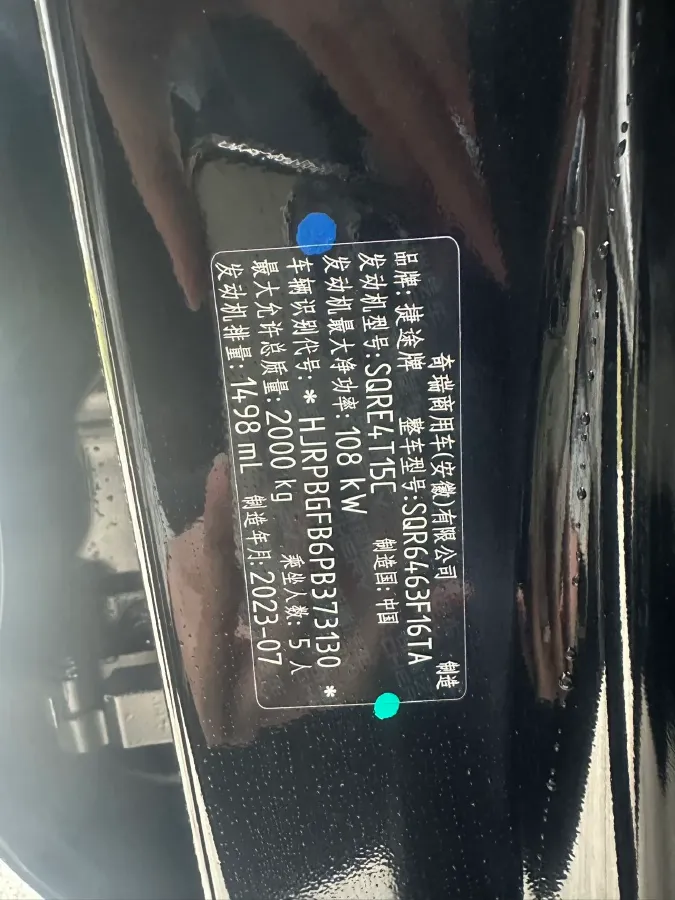 奇瑞商用车(安徽)有限公司 制造
品牌: 捷途牌 整车型号:SQR6463F16TA
发动机型号:SQRE4T15C 制造国: 中国
发动机最大净功率: 108 kW
车辆识别代号: * HJRPBGFB6PB373130 *
最大允许总质量: 2000 kg 乘坐人数: 5 人
发动机排量: 1498 mL 制造年月: 2023-07